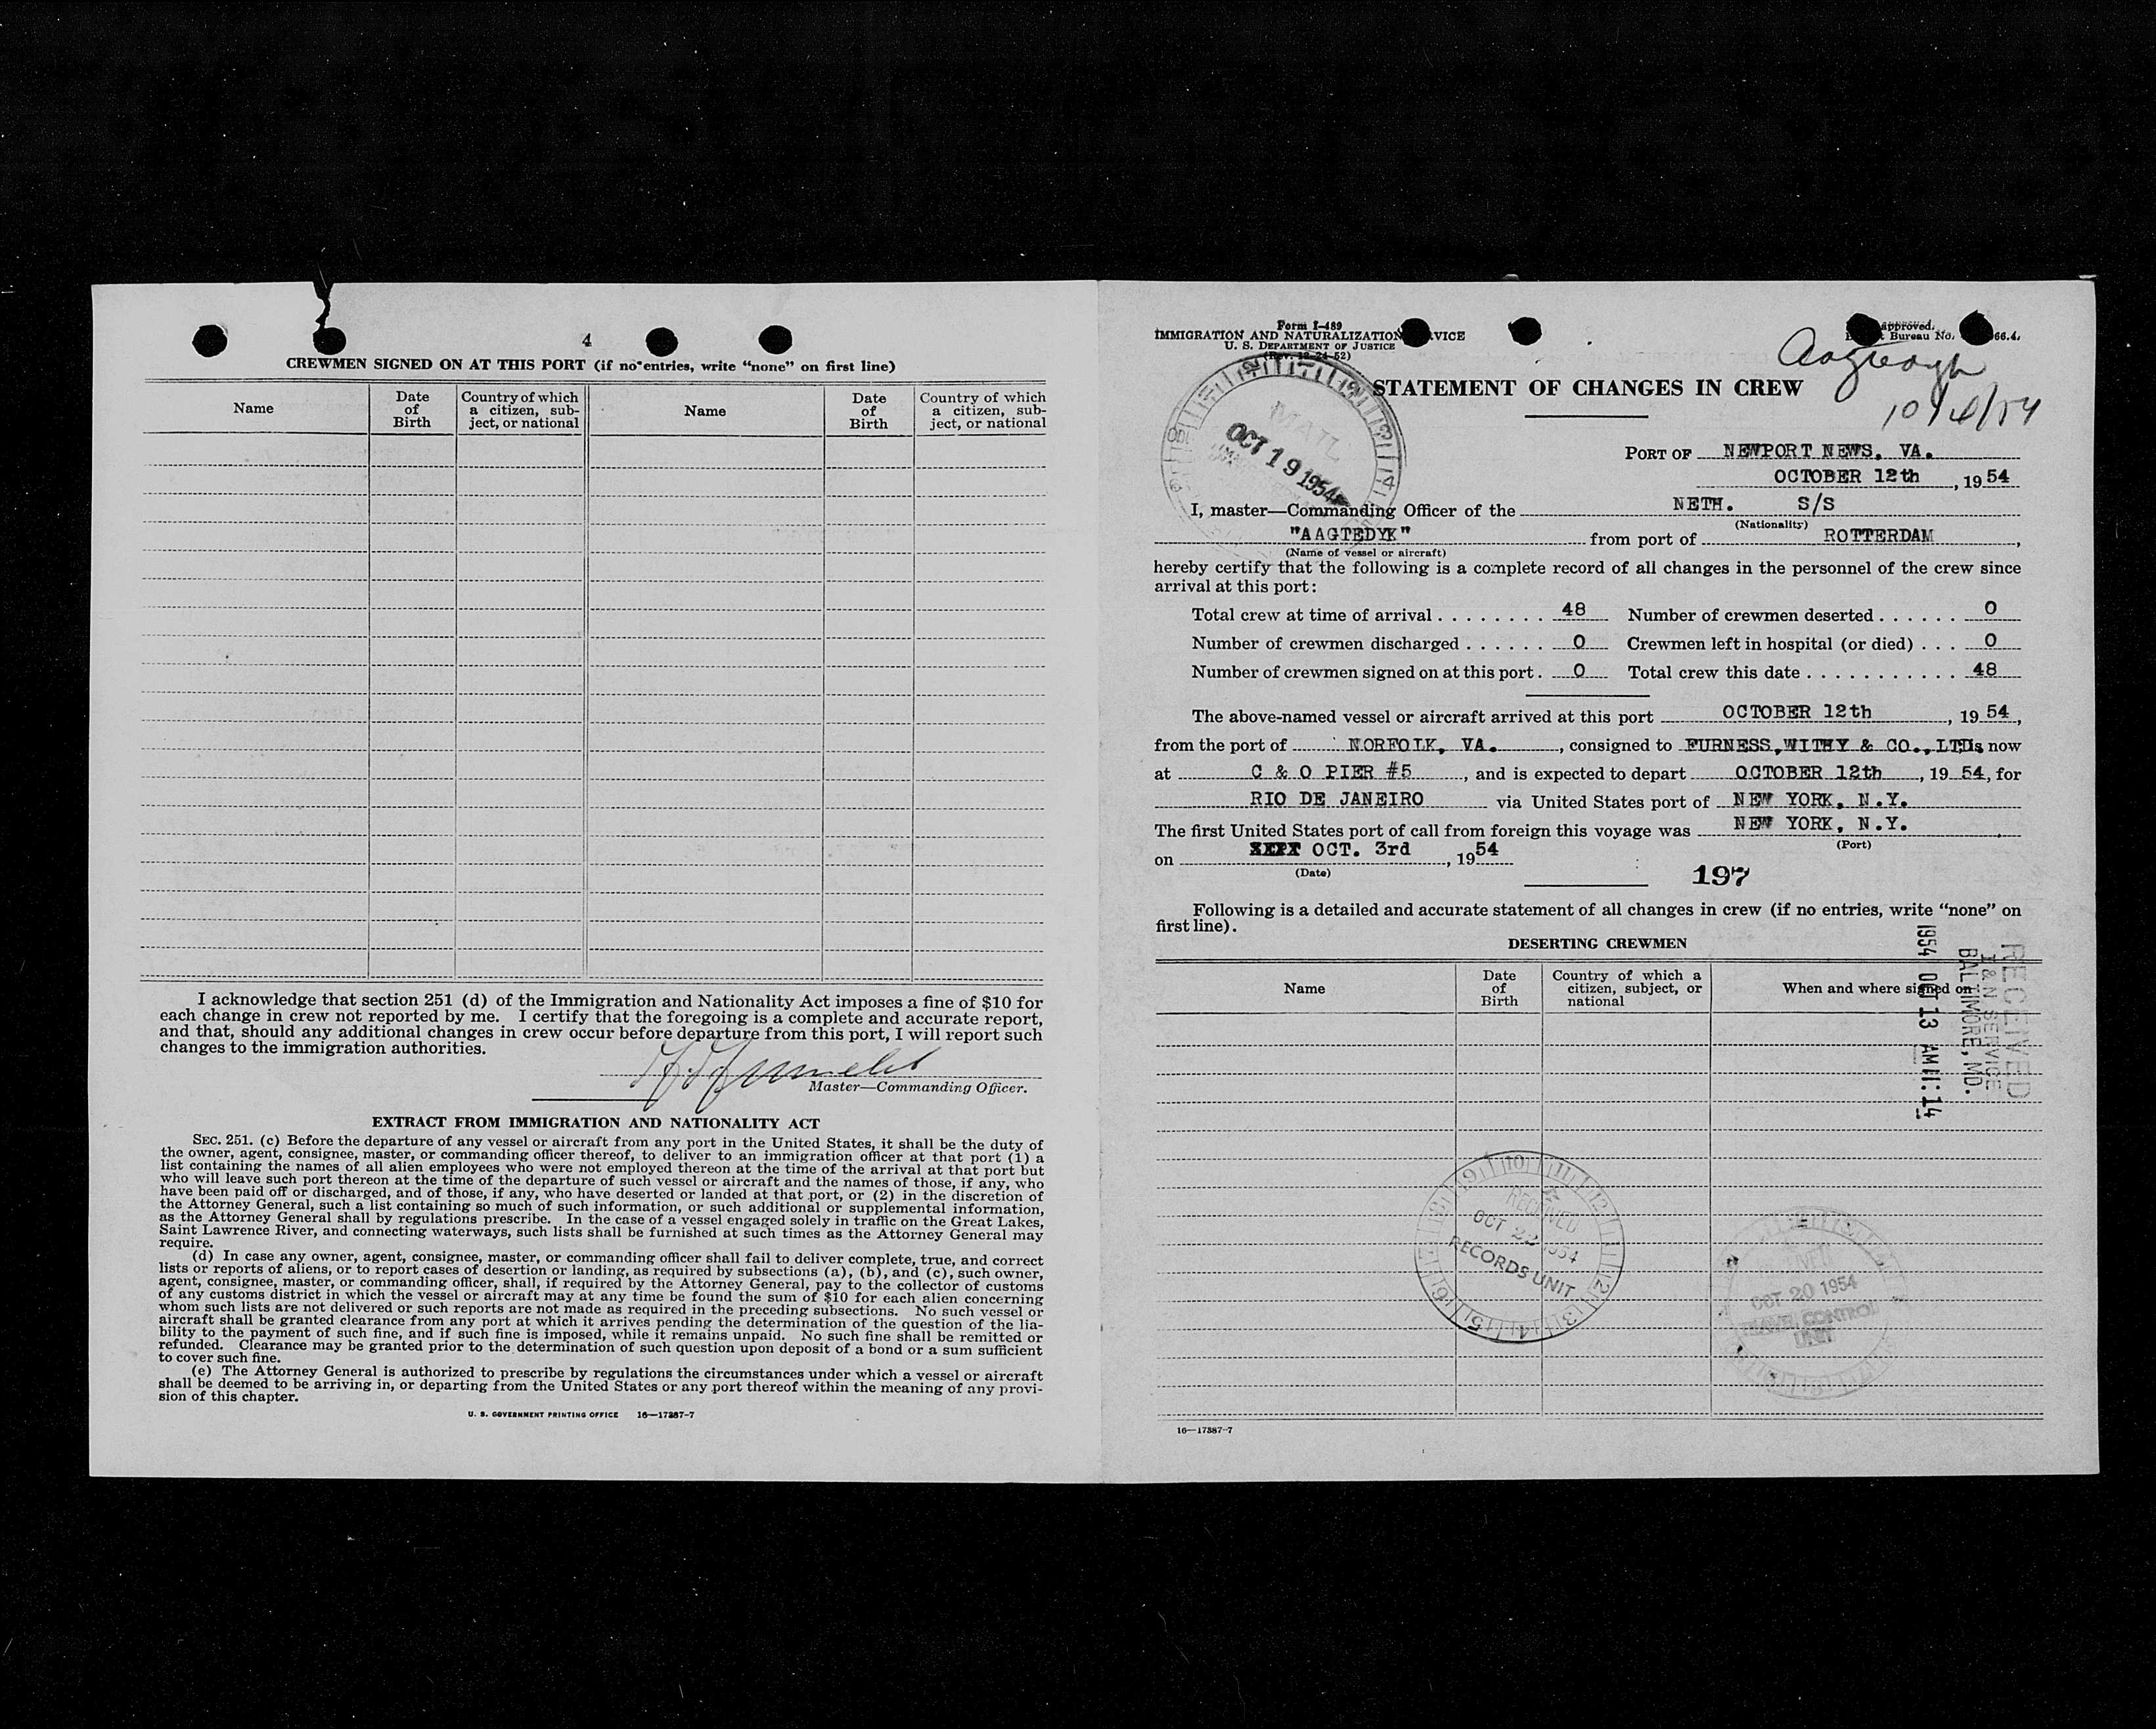 4
CREWMEN SIGNED ON AT THIS PORT (if no entries, write “none” on first line)
Name
Date of Birth
Country of which a citizen, sub-
ject, or national
Name
Date of Birth
Country of which a citizen, sub-
ject, or national
I acknowledge that section 251 (d) of the Immigration and Nationality Act imposes a fine of $10 for
each change in crew not reported by me. I certify that the foregoing is a complete and accurate report,
and that, should any additional changes in crew occur before departure from this port, I will report such
changes to the immigration authorities.
Master—Commanding Officer.
EXTRACT FROM IMMIGRATION AND NATIONALITY ACT
SEC. 251. (c) Before the departure of any vessel or aircraft from any port in the United States, it shall be the duty of
the owner, agent, consignee, master, or commanding officer thereof, to deliver to an immigration officer at that port (1) a
list containing the names of all alien employees who were not employed thereon at the time of the arrival at that port but
who will leave such port thereon at the time of the departure of such vessel or aircraft and the names of those, if any, who
have been paid off or discharged, and of those, if any, who have deserted or landed at that port, or (2) in the discretion of
the Attorney General, such a list containing so much of such information, or such additional or supplemental information,
as the Attorney General shall by regulations prescribe. In the case of a vessel engaged solely in traffic on the Great Lakes,
Saint Lawrence River, and connecting waterways, such lists shall be furnished at such times as the Attorney General may
require.
(d) In case any owner, agent, consignee, master, or commanding officer shall fail to deliver complete, true, and correct
lists or reports of aliens, or to report cases of desertion or landing, as required by subsections (a), (b), and (c), such owner,
agent, consignee, master, or commanding officer, shall, if required by the Attorney General, pay to the collector of customs
of any customs district in which the vessel or aircraft may at any time be found the sum of $10 for each alien concerning
whom such lists are not delivered or such reports are not made as required in the preceding subsections. No such vessel or
aircraft shall be granted clearance from any port at which it arrives pending the determination of the question of the lia-
bility to the payment of such fine, and if such fine is imposed, while it remains unpaid. No such fine shall be remitted or
refunded. Clearance may be granted prior to the determination of such question upon deposit of a bond or a sum sufficient
to cover such fine.
(e) The Attorney General is authorized to prescribe by regulations the circumstances under which a vessel or aircraft
shall be deemed to be arriving in, or departing from the United States or any port thereof within the meaning of any provi-
sion of this chapter.
U. S. GOVERNMENT PRINTING OFFICE 16—17387-7
Form I-489
IMMIGRATION AND NATURALIZATION VICE
U. S. DEPARTMENT OF JUSTICE
(Rev. 12-24-52)
approved.
Bureau No. 66.4.
STATEMENT OF CHANGES IN CREW
MAIL
OCT 19 1954
PORT OF NEWPORT NEWS, VA.
OCTOBER 12th, 1954
I, master—Commanding Officer of the NETH. S/S
(Nationality)
"AAGTEDYK" from port of ROTTERDAM,
(Name of vessel or aircraft)
hereby certify that the following is a complete record of all changes in the personnel of the crew since
arrival at this port:
Total crew at time of arrival 48 Number of crewmen deserted 0
Number of crewmen discharged 0 Crewmen left in hospital (or died) 0
Number of crewmen signed on at this port 0 Total crew this date 48
The above-named vessel or aircraft arrived at this port OCTOBER 12th, 1954,
from the port of NORFOLK, VA., consigned to FURNESS, WITHY & CO., LTD is now
at C & O PIER #5, and is expected to depart OCTOBER 12th, 1954, for
RIO DE JANEIRO via United States port of NEW YORK, N.Y.
The first United States port of call from foreign this voyage was NEW YORK, N.Y.
(Port)
on OCT. 3rd, 1954
(Date)
197
Following is a detailed and accurate statement of all changes in crew (if no entries, write “none” on
first line).
DESERTING CREWMEN
Name
Date of Birth
Country of which a citizen, subject, or national
When and where signed on
RECEIVED
I & N SERVICE
BALTIMORE, MD.
1954 OCT 13 AM 11:14
RECEIVED
OCT 22 1954
RECORDS UNIT
OCT 20 1954
CONTROL
UNIT
16—17387-7